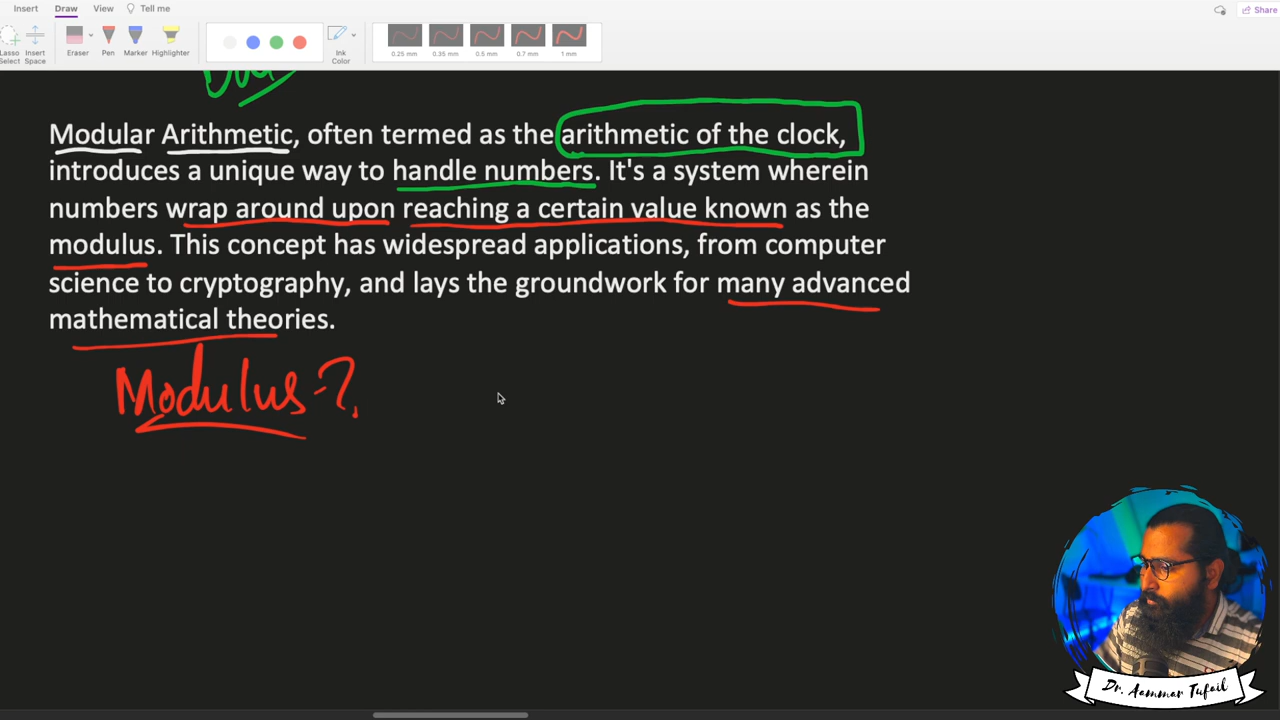 Insert Draw View Tell me
Share
Lasso Select
Insert Space
Eraser
Pen
Marker
Highlighter
Ink Color
0.25 mm 0.35 mm 0.5 mm 0.7 mm 1 mm
Modular Arithmetic, often termed as the arithmetic of the clock,
introduces a unique way to handle numbers. It's a system wherein
numbers wrap around upon reaching a certain value known as the
modulus. This concept has widespread applications, from computer
science to cryptography, and lays the groundwork for many advanced
mathematical theories.
Modulus-?
Dr. Aammar Tufail